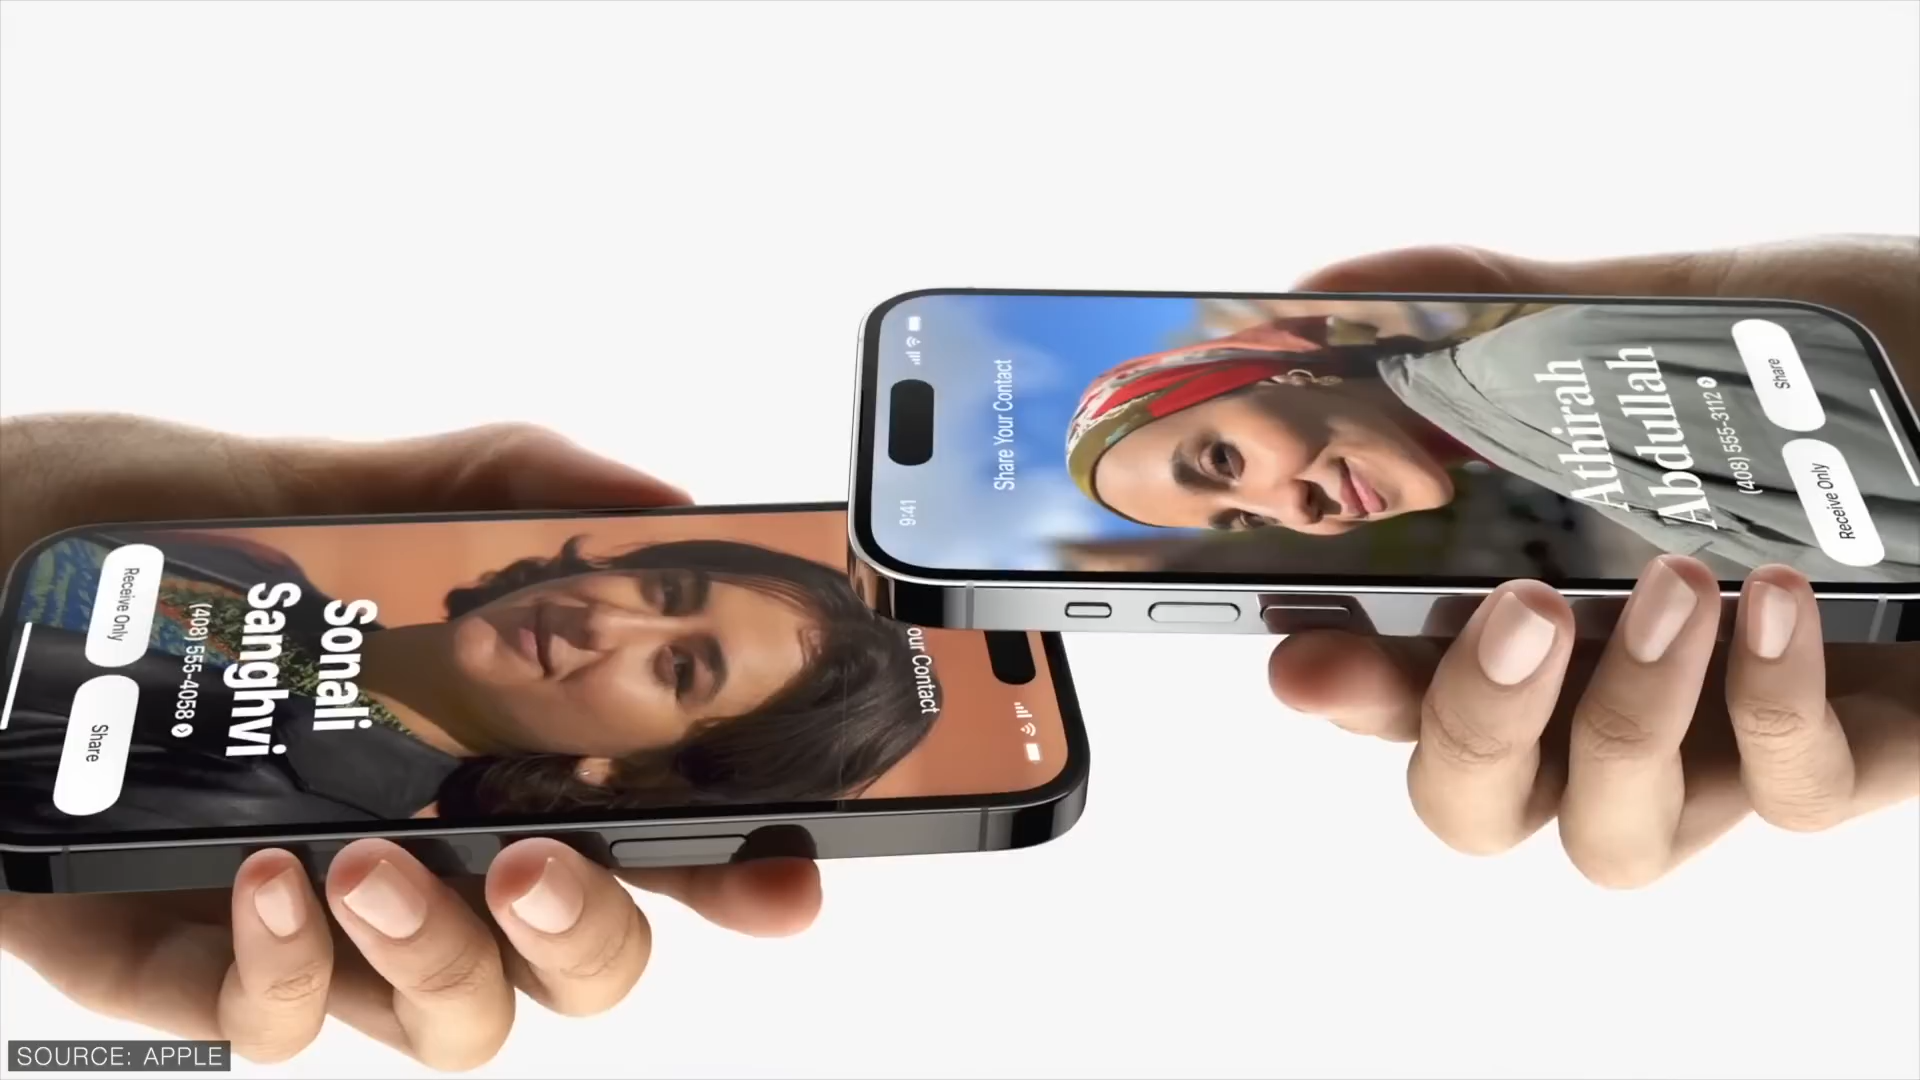 9:41
Share Your Contact
Athirah
Abdullah
(408) 555-3112
Receive Only
Share
our Contact
Sonali
Sanghvi
(408) 555-4058
Receive Only
Share
SOURCE: APPLE